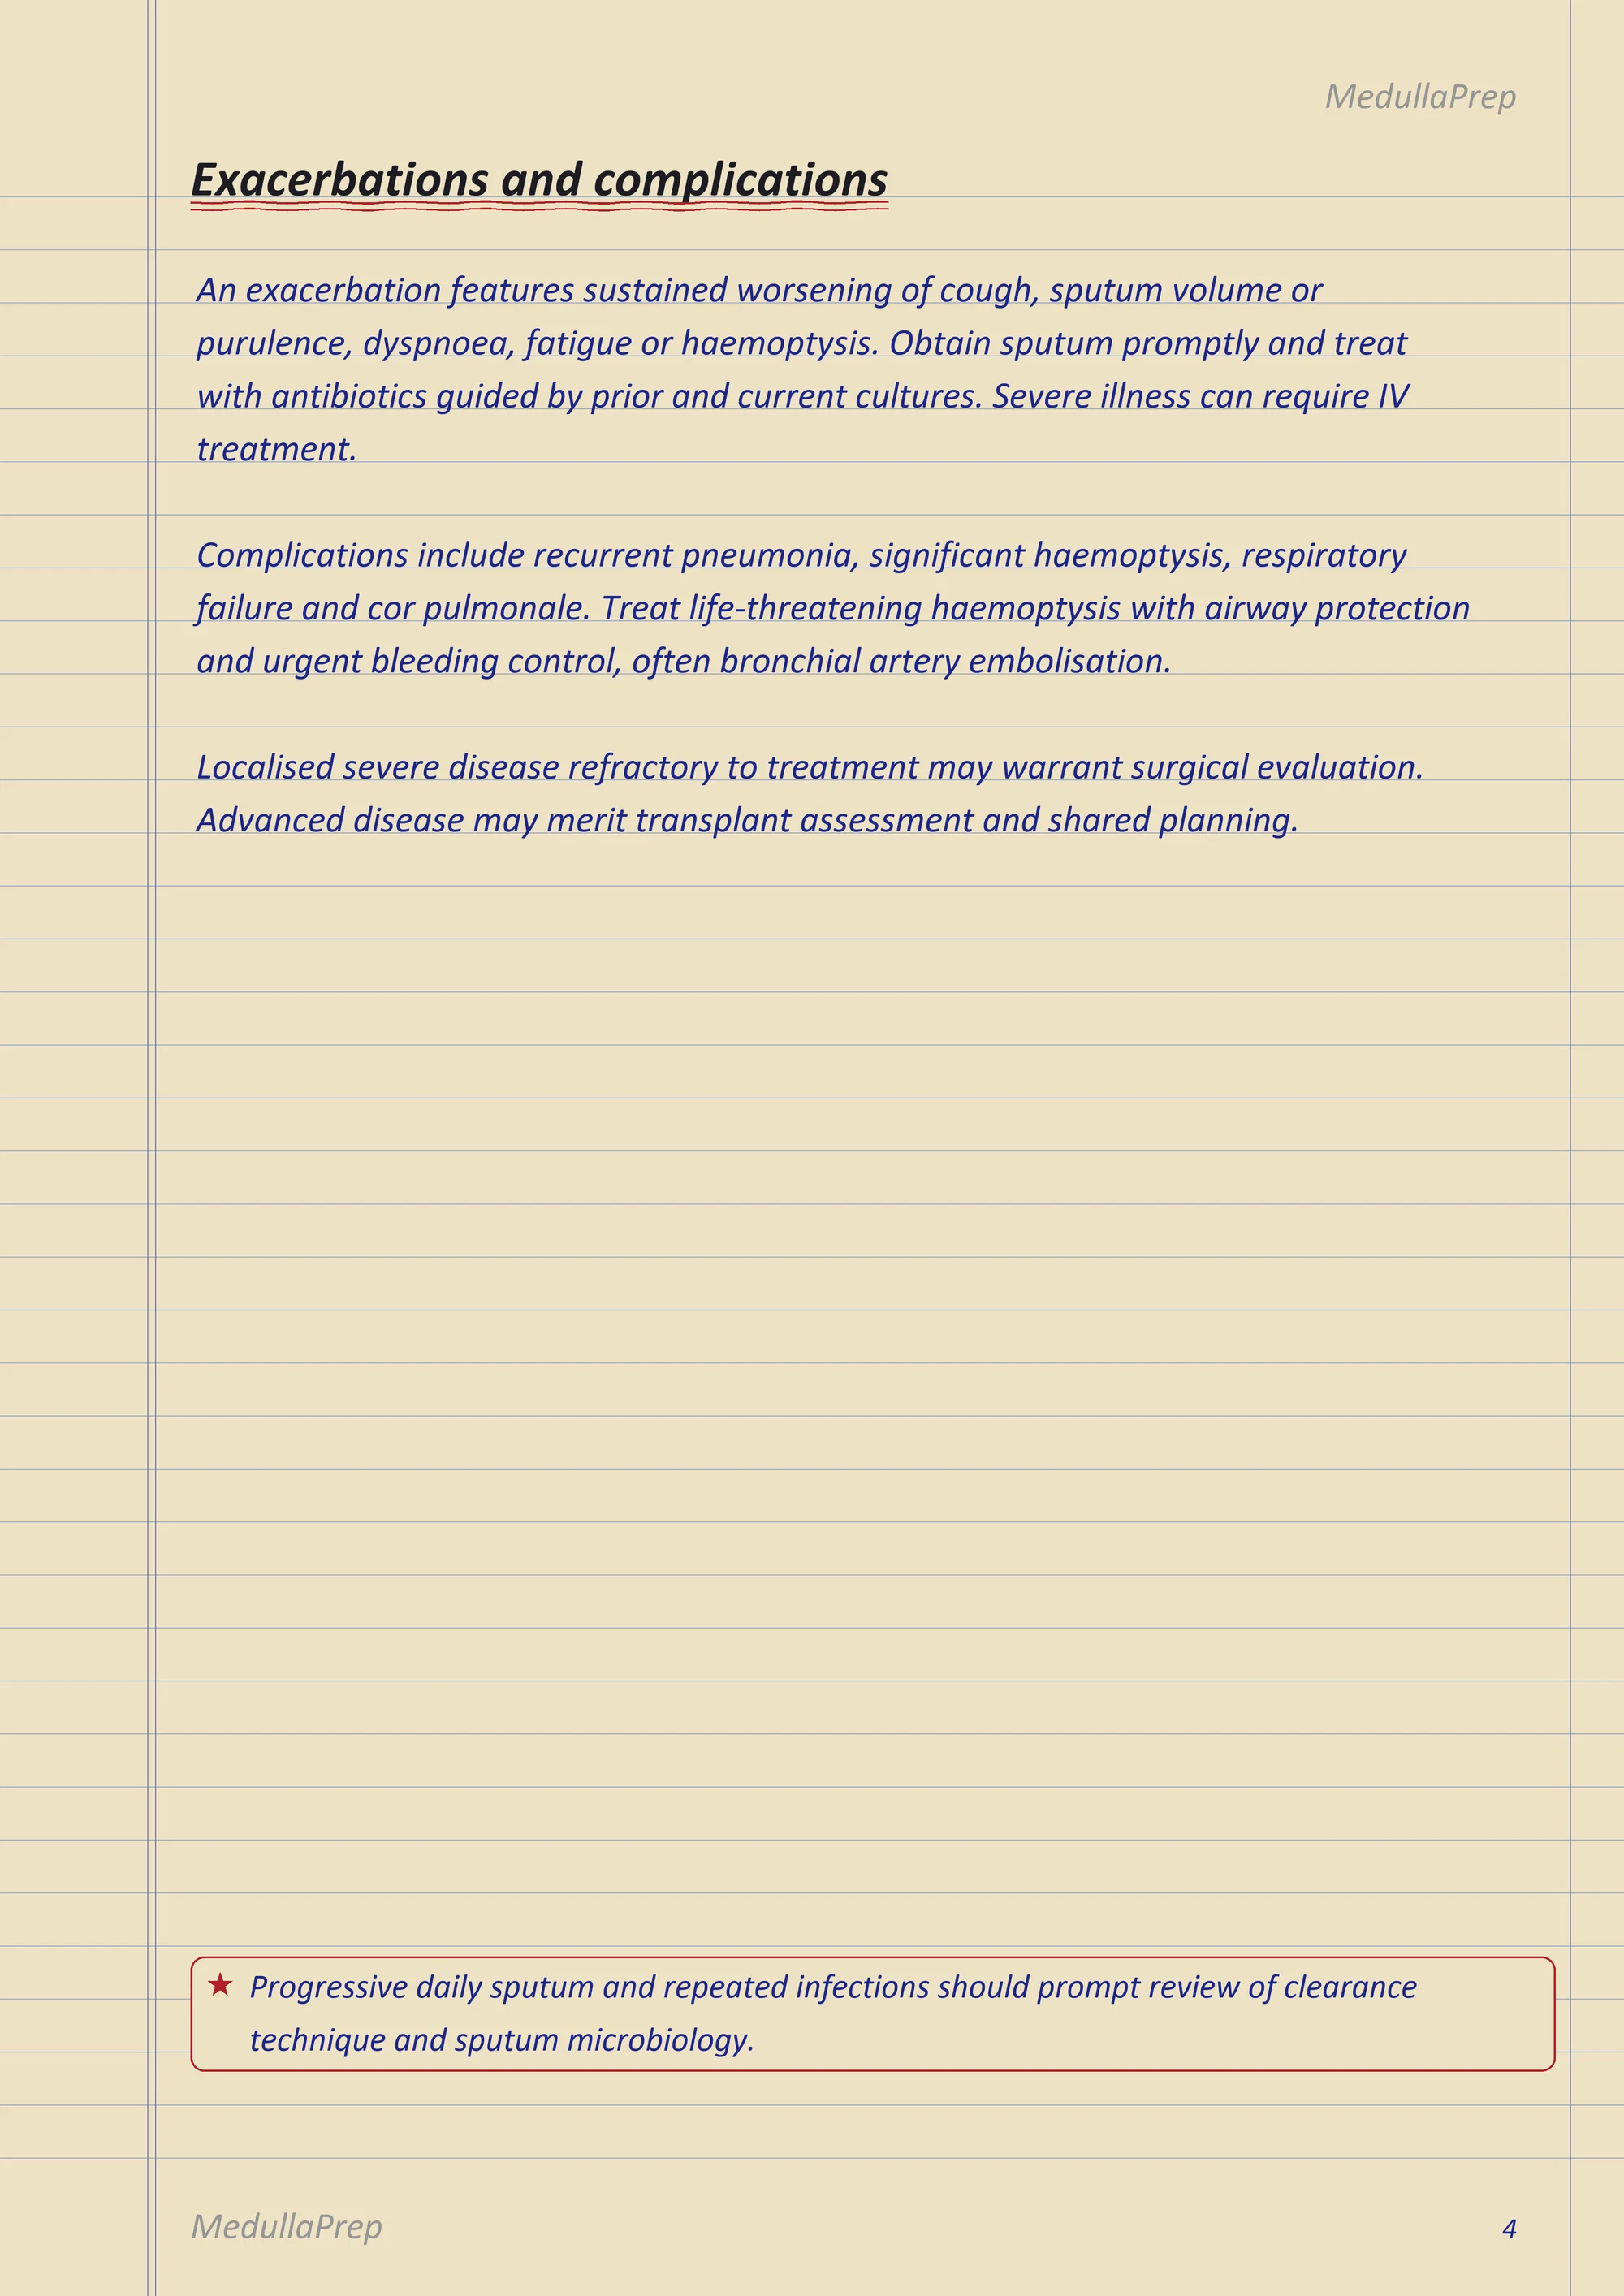 MedullaPrep
Exacerbations and complications
An exacerbation features sustained worsening of cough, sputum volume or
purulence, dyspnoea, fatigue or haemoptysis. Obtain sputum promptly and treat
with antibiotics guided by prior and current cultures. Severe illness can require IV
treatment.
Complications include recurrent pneumonia, significant haemoptysis, respiratory
failure and cor pulmonale. Treat life-threatening haemoptysis with airway protection
and urgent bleeding control, often bronchial artery embolisation.
Localised severe disease refractory to treatment may warrant surgical evaluation.
Advanced disease may merit transplant assessment and shared planning.
★ Progressive daily sputum and repeated infections should prompt review of clearance
technique and sputum microbiology.
MedullaPrep
4